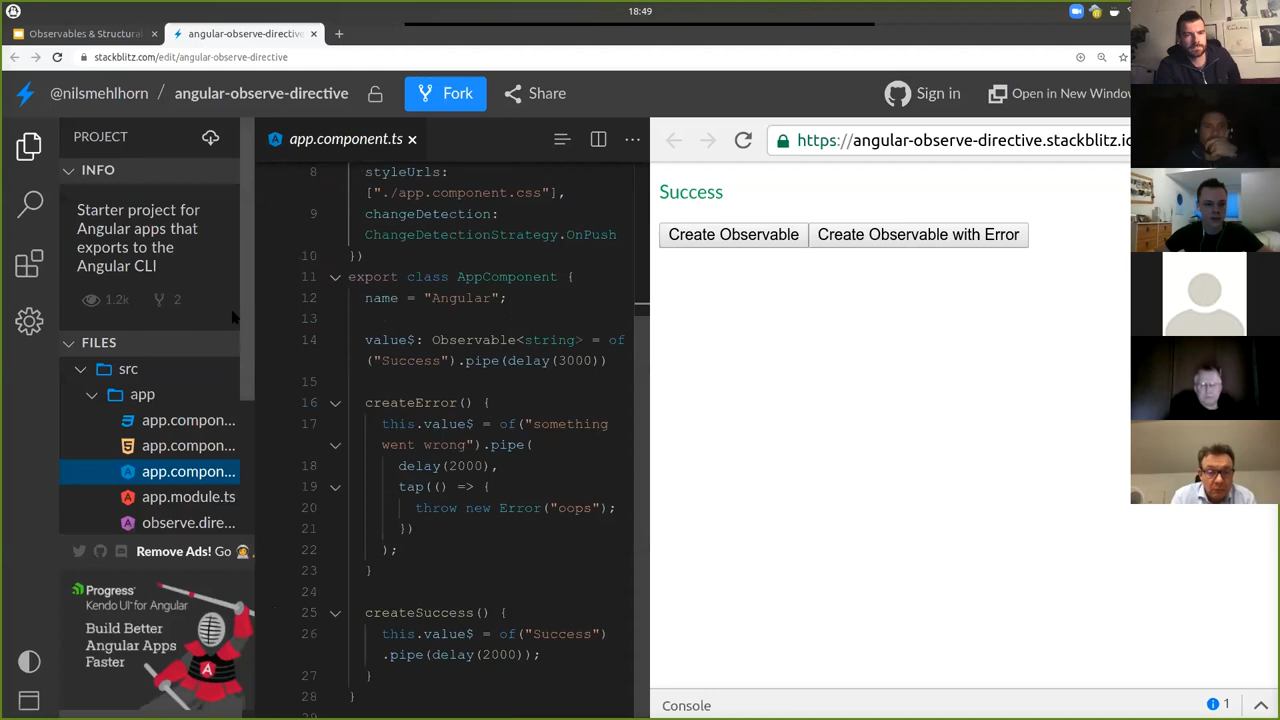 18:49
Observables & Structural
angular-observe-directive
stackblitz.com/edit/angular-observe-directive
@nilsmehlhorn / angular-observe-directive
Fork
Share
Sign in
Open in New Window
PROJECT
INFO
Starter project for
Angular apps that
exports to the
Angular CLI
1.2k
2
FILES
src
app
app.compon...
app.compon...
app.compon...
app.module.ts
observe.dire...
Remove Ads! Go
Progress
Kendo UI for Angular
Build Better
Angular Apps
Faster
app.component.ts
8 styleUrls:
["./app.component.css"],
9 changeDetection:
ChangeDetectionStrategy.OnPush
10 })
11 export class AppComponent {
12 name = "Angular";
13
14 value$: Observable<string> = of
("Success").pipe(delay(3000))
15
16 createError() {
17 this.value$ = of("something
went wrong").pipe(
18 delay(2000),
19 tap(() => {
20 throw new Error("oops");
21 })
22 );
23 }
24
25 createSuccess() {
26 this.value$ = of("Success")
.pipe(delay(2000));
27 }
28 }
https://angular-observe-directive.stackblitz.io
Success
Create Observable
Create Observable with Error
Console
1